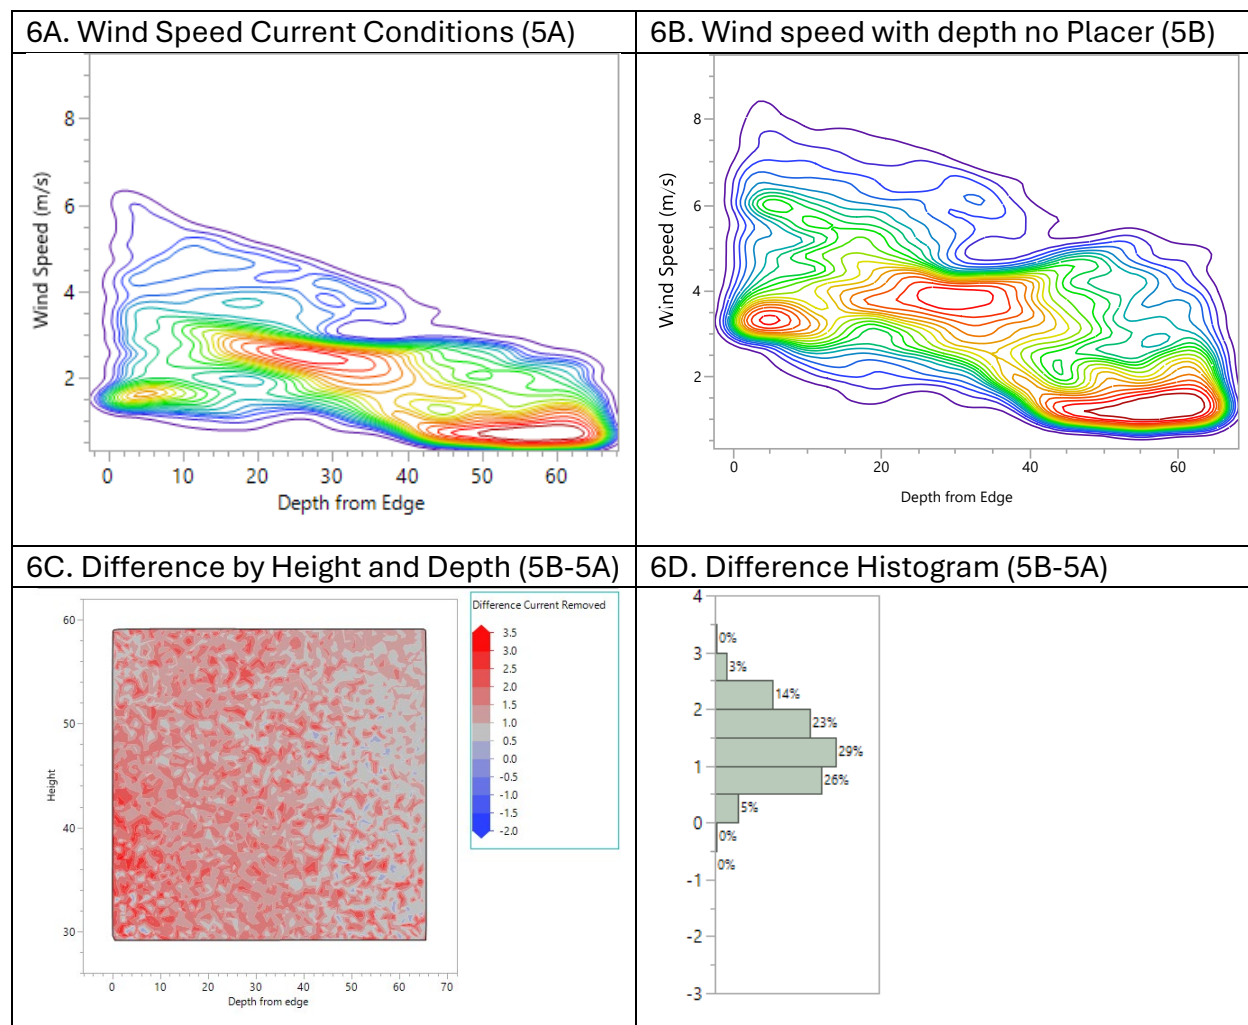 6A. Wind Speed Current Conditions (5A)
8
6
4
2
Wind Speed (m/s)
0 10 20 30 40 50 60
Depth from Edge
6B. Wind speed with depth no Placer (5B)
8
6
4
2
Wind Speed (m/s)
0 20 40 60
Depth from Edge
6C. Difference by Height and Depth (5B-5A)
60
50
40
30
Height
0 10 20 30 40 50 60 70
Depth from edge
Difference Current Removed
3.5
3.0
2.5
2.0
1.5
1.0
0.5
0.0
-0.5
-1.0
-1.5
-2.0
6D. Difference Histogram (5B-5A)
4
3
2
1
0
-1
-2
-3
0%
3%
14%
23%
29%
26%
5%
0%
0%